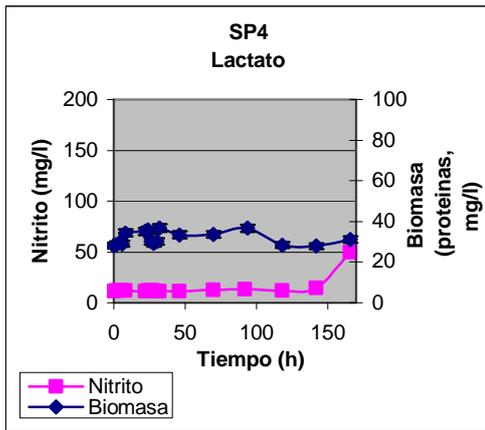 SP4
Lactato
Nitrito (mg/l)
200
150
100
50
0
0
50
100
150
Tiempo (h)
100
80
60
40
20
0
Biomasa
(proteinas,
mg/l)
Nitrito
Biomasa